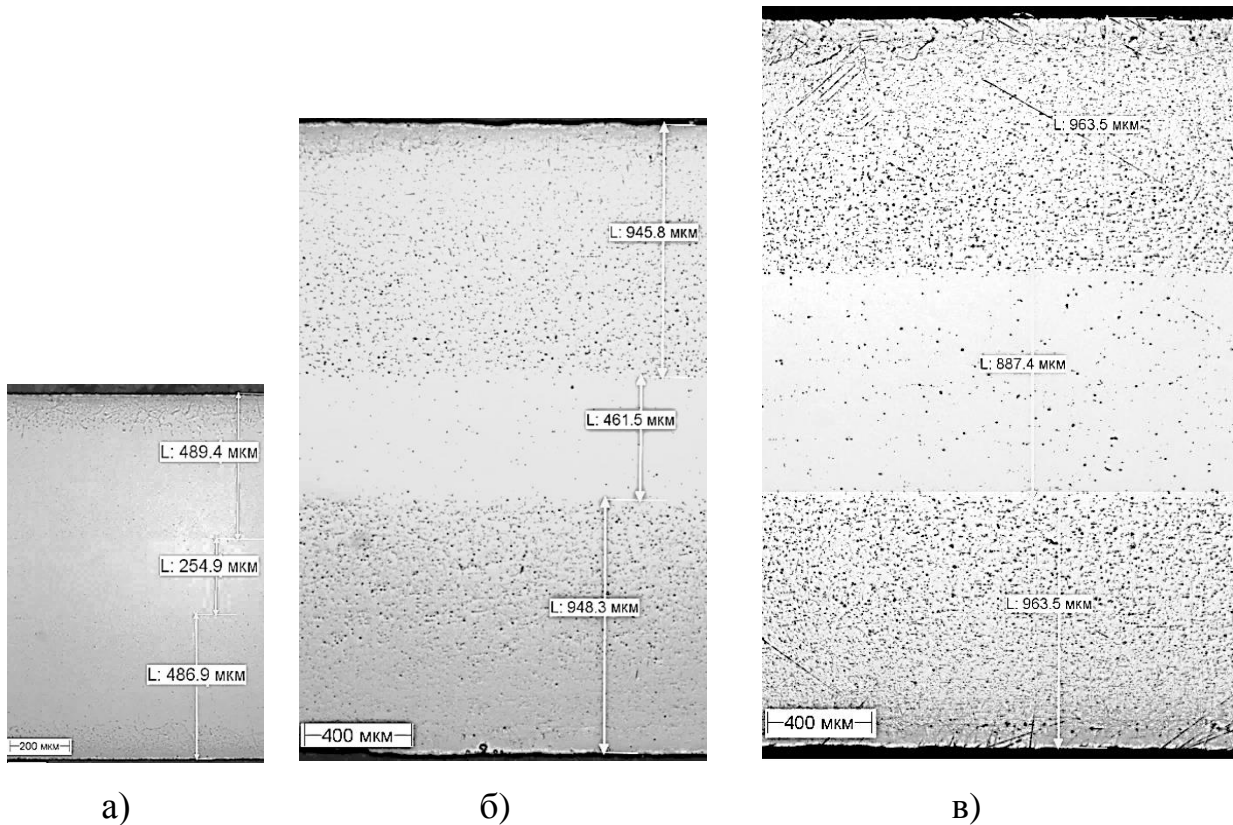 L: 489.4 мкм
L: 254.9 мкм
L: 486.9 мкм
200 мкм
а)
L: 945.8 мкм
L: 461.5 мкм
L: 948.3 мкм
400 мкм
б)
L: 963.5 мкм
L: 887.4 мкм
L: 963.5 мкм
400 мкм
в)